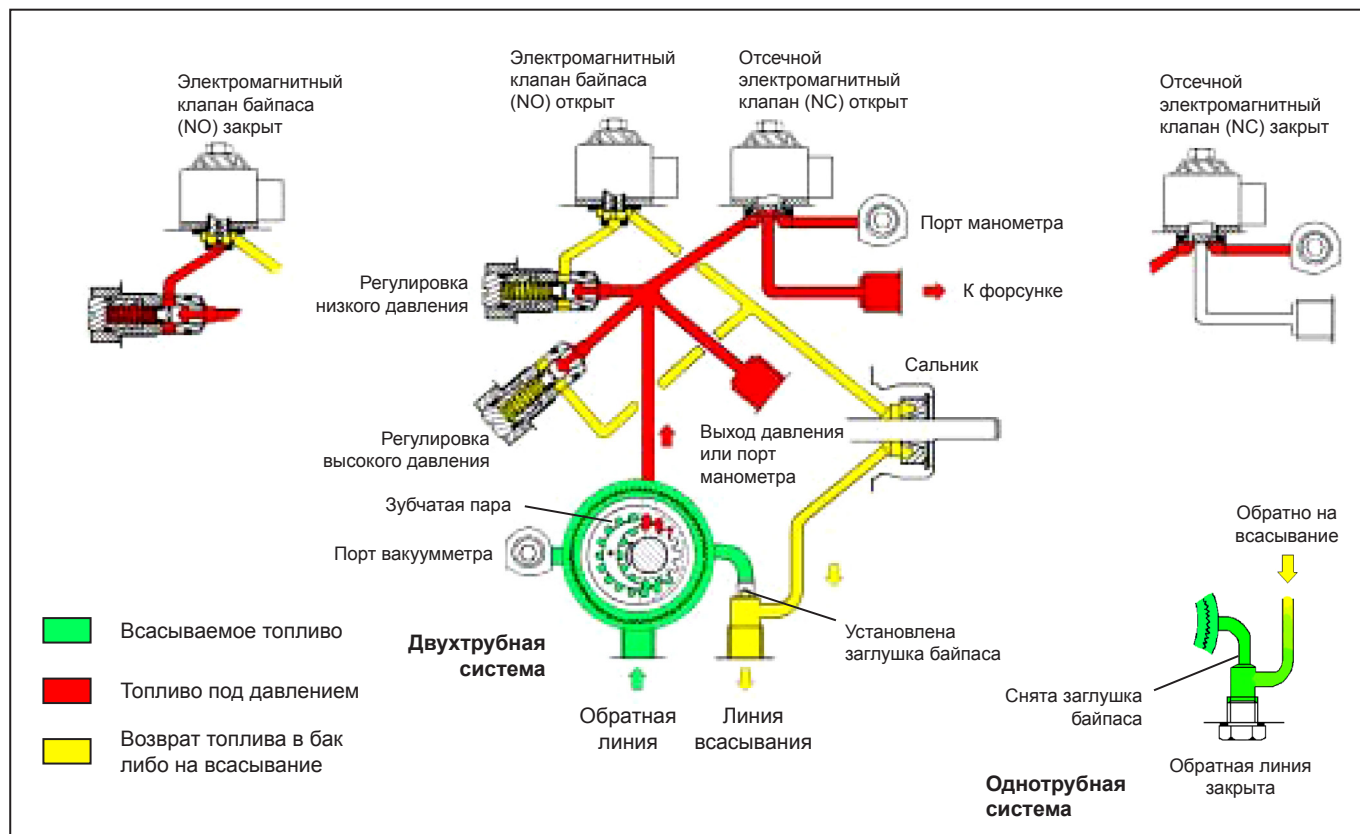 Электромагнитный
клапан байпаса
(NO) закрыт
Электромагнитный
клапан байпаса
(NO) открыт
Отсечной
электромагнитный
клапан (NC) открыт
Отсечной
электромагнитный
клапан (NC) закрыт
Порт манометра
Регулировка
низкого давления
К форсунке
Сальник
Регулировка
высокого давления
Выход давления
или порт
манометра
Зубчатая пара
Порт вакуумметра
Обратно на
всасывание
Всасываемое топливо
Двухтрубная
система
Установлена
заглушка байпаса
Топливо под давлением
Снята заглушка
байпаса
Обратная
линия
Линия
всасывания
Возврат топлива в бак
либо на всасывание
Однотрубная
система
Обратная линия
закрыта